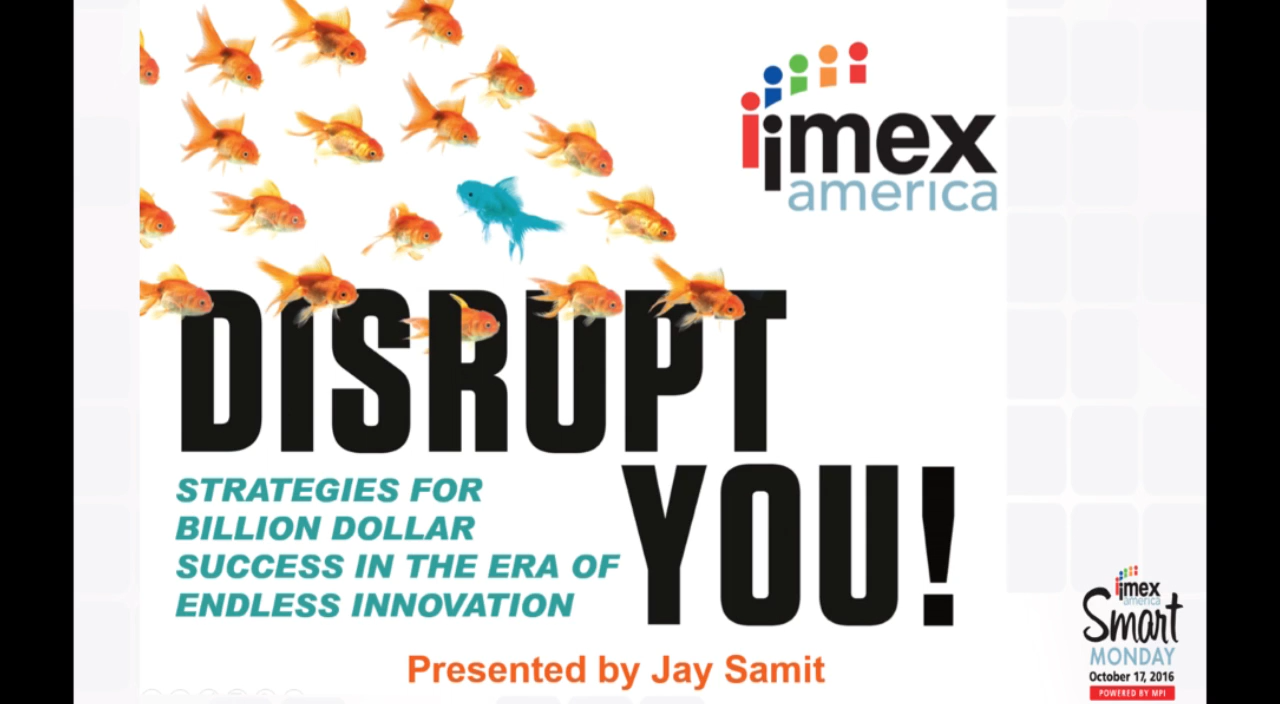 imex
america
DISRUPT
YOU!
STRATEGIES FOR
BILLION DOLLAR
SUCCESS IN THE ERA OF
ENDLESS INNOVATION
Presented by Jay Samit
imex
america
Smart
MONDAY
October 17, 2016
POWERED BY MPI